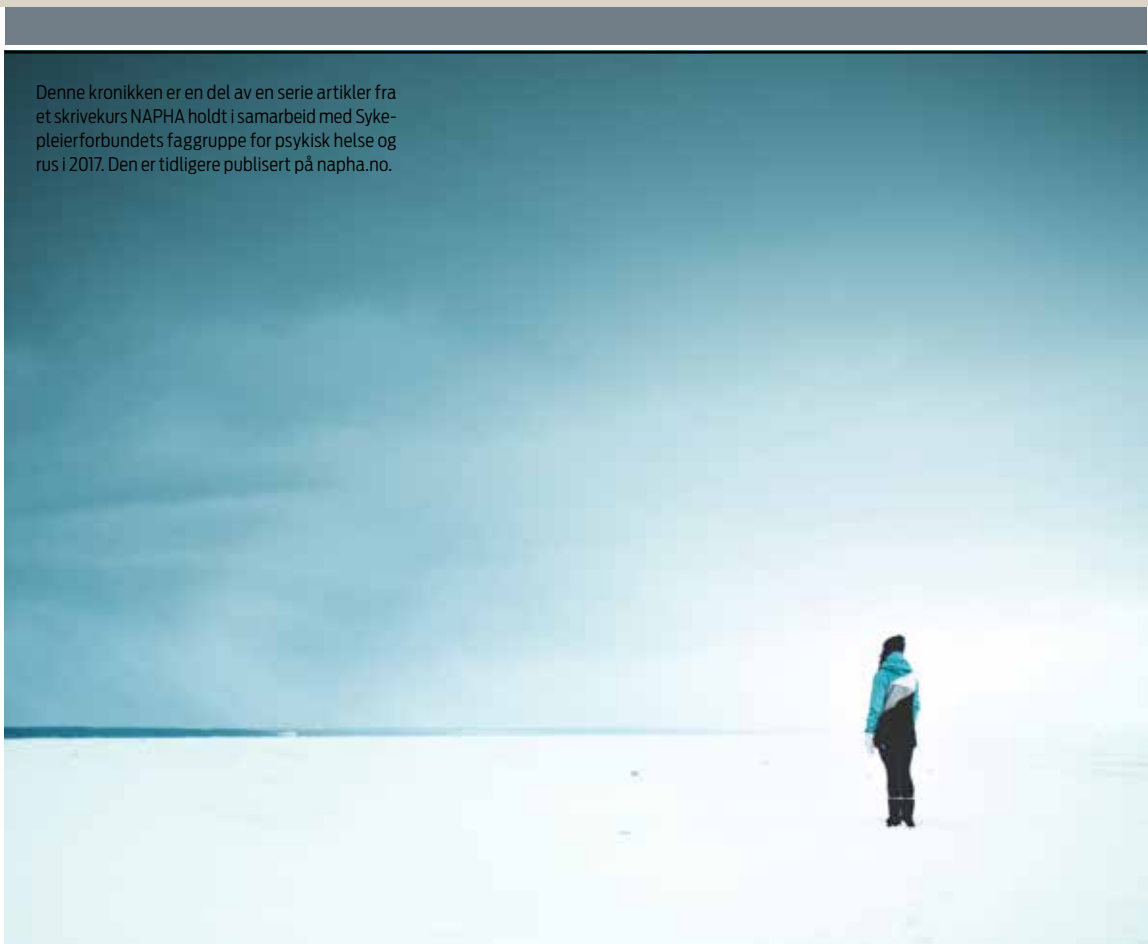 Denne kronikken er en del av en serie artikler fra
et skrivekurs NAPHA holdt i samarbeid med Syke-
pleierforbundets faggruppe for psykisk helse og
rus i 2017. Den er tidligere publisert på napha.no.